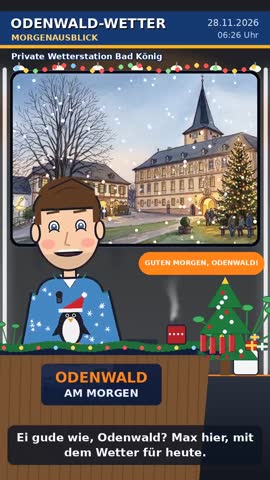 ODENWALD-WETTER
28.11.2026
MORGENAUSBLICK
06:26 Uhr
Private Wetterstation Bad König
GUTEN MORGEN, ODENWALD!
ODENWALD
AM MORGEN
Ei gude wie, Odenwald? Max hier, mit
dem Wetter für heute.